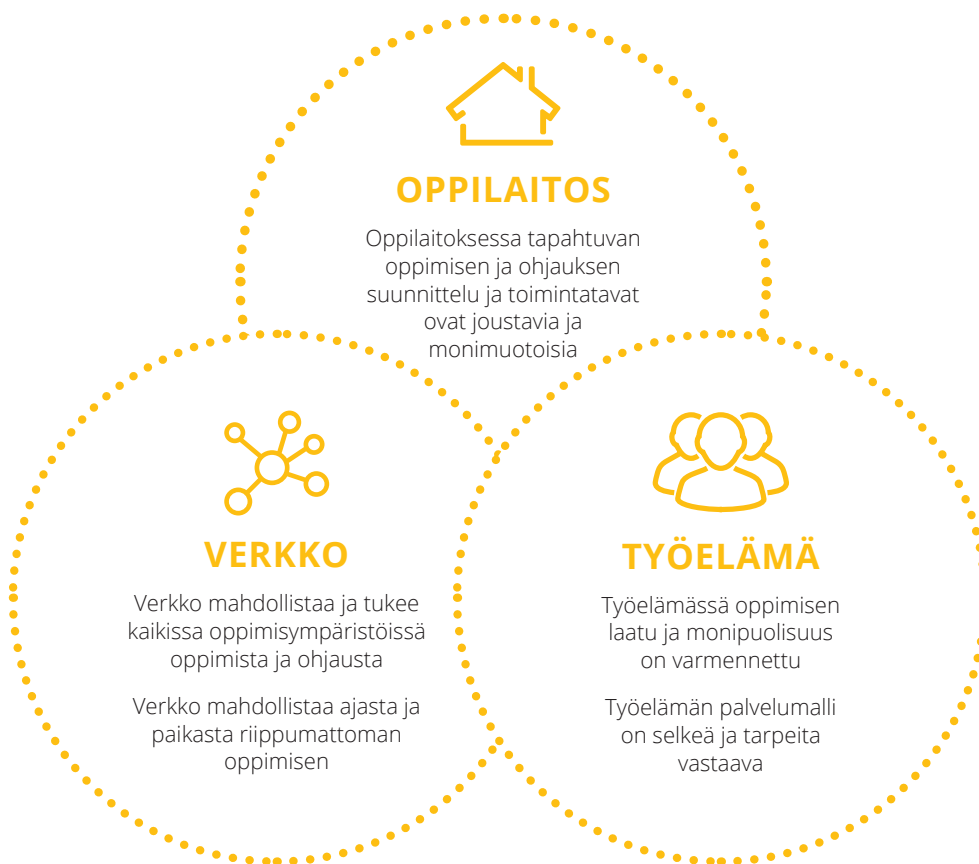 OPPILAITOS
Oppilaitoksessa tapahtuvan
oppimisen ja ohjauksen
suunnittelu ja toimintatavat
ovat joustavia ja
monimuotoisia
VERKKO
Verkko mahdollistaa ja tukee
kaikissa oppimisympäristöissä
oppimista ja ohjausta
Verkko mahdollistaa ajasta ja
paikasta riippumattoman
oppimisen
TYÖELÄMÄ
Työelämässä oppimisen
laatu ja monipuolisuus
on varmennettu
Työelämän palvelumalli
on selkeä ja tarpeita
vastaava